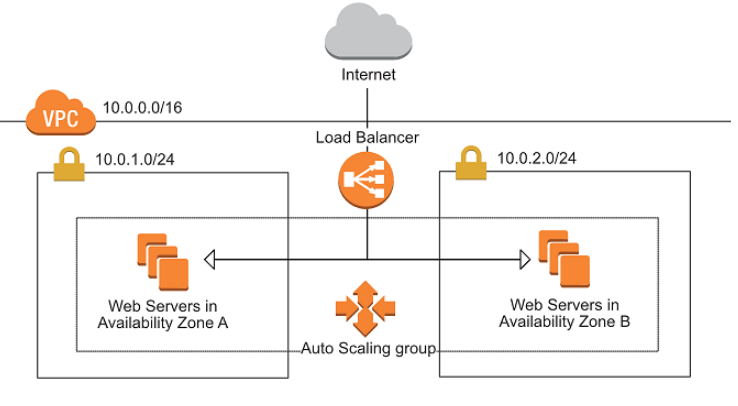 Internet
VPC
10.0.0.0/16
Load Balancer
10.0.1.0/24
10.0.2.0/24
Web Servers in
Availability Zone A
Web Servers in
Availability Zone B
Auto Scaling group